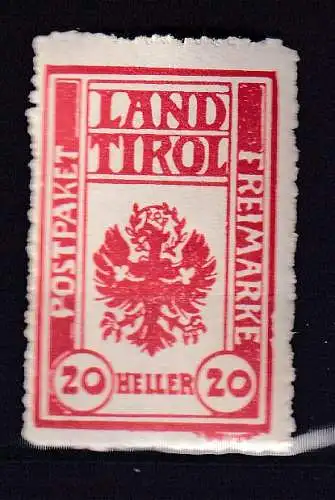 LAND
TIROL
POSTPAKET
FREIMARKE
20 HELLER 20